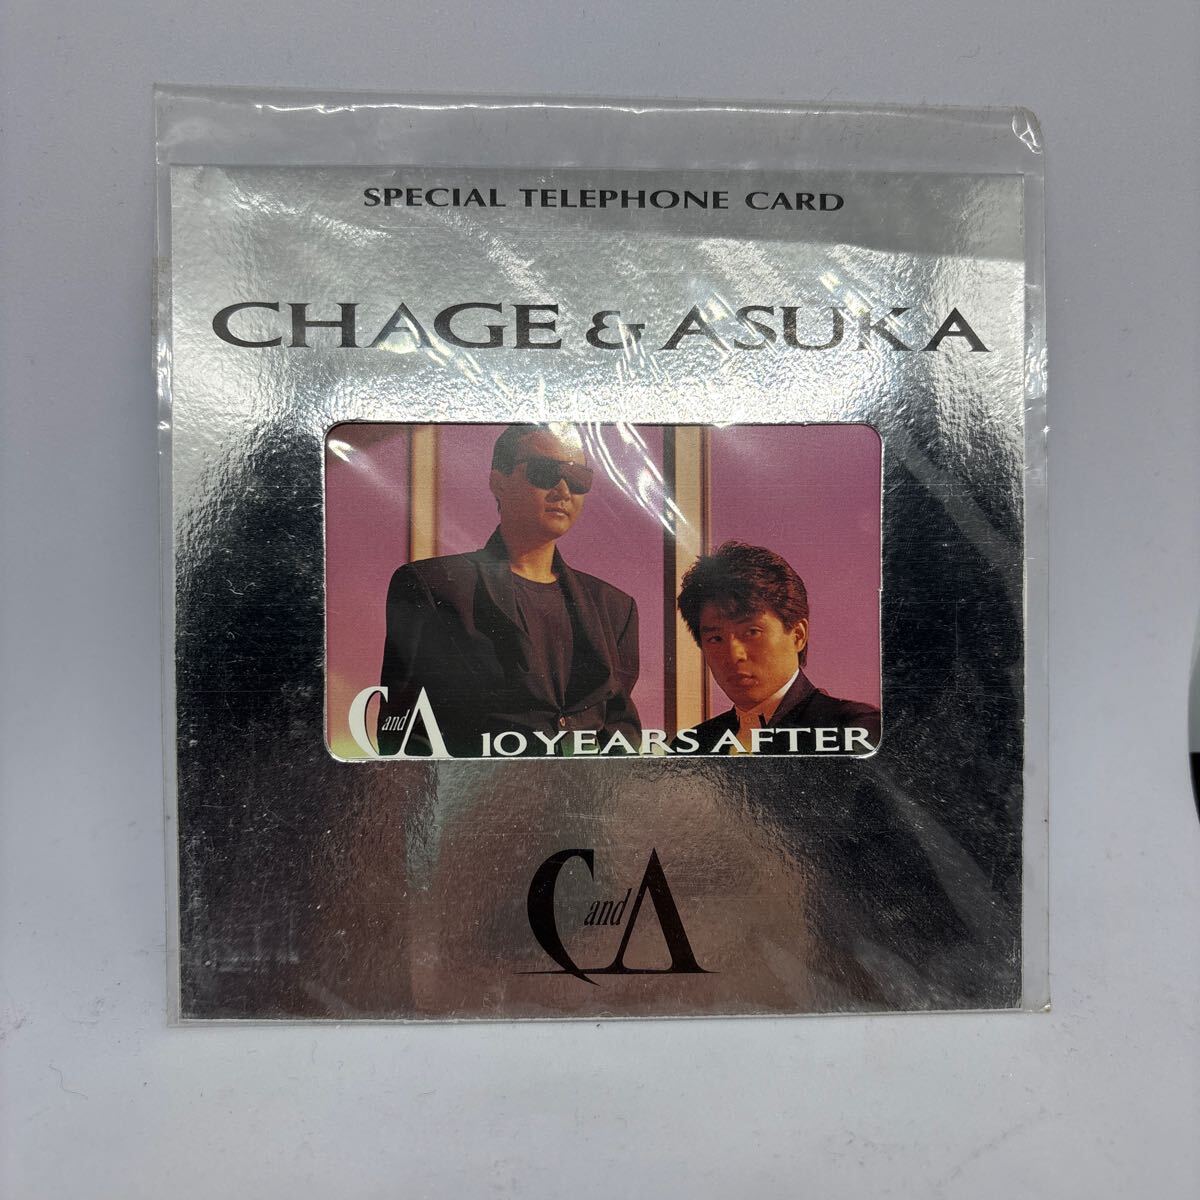 SPECIAL TELEPHONE CARD
CHAGE & ASUKA
C and A 10 YEARS AFTER
C and A